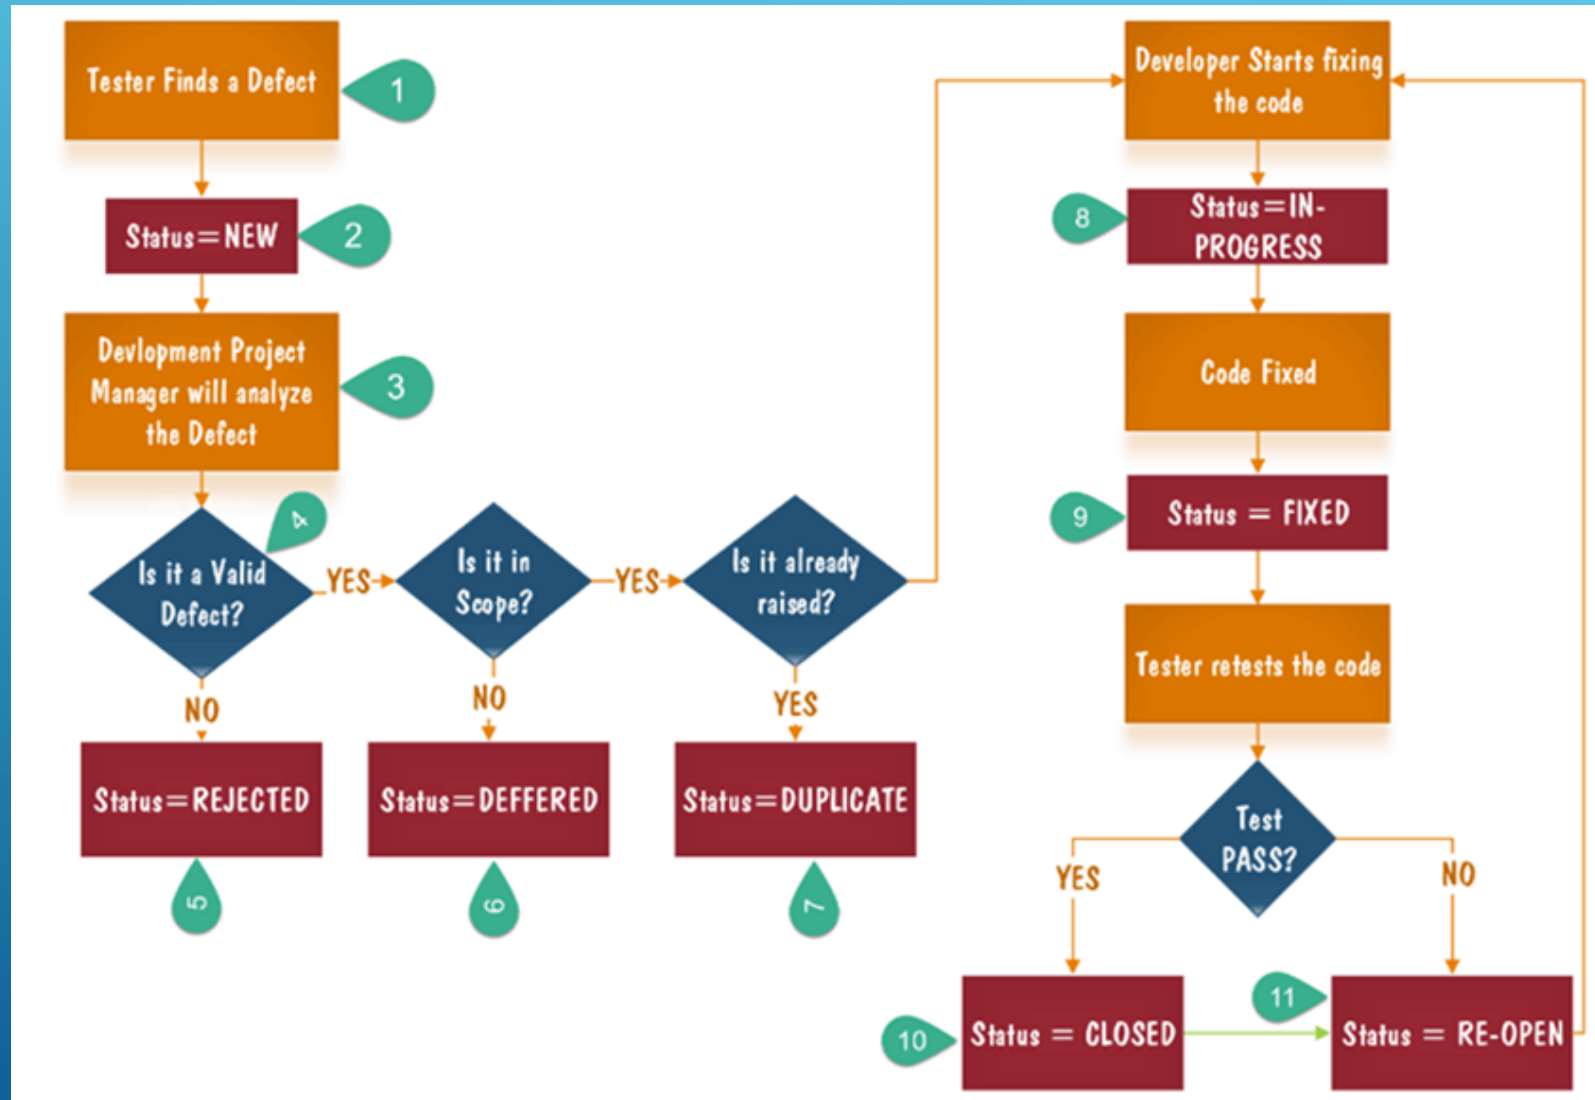 Tester Finds a Defect
1
Status=NEW
2
Devlopment Project
Manager will analyze
the Defect
3
4
Is it a Valid
Defect?
YES
Is it in
Scope?
YES
Is it already
raised?
NO
NO
YES
Status=REJECTED
Status=DEFFERED
Status=DUPLICATE
5
6
7
Developer Starts fixing
the code
8
Status=IN-
PROGRESS
Code Fixed
9
Status = FIXED
Tester retests the code
Test
PASS?
YES
NO
10
Status = CLOSED
11
Status = RE-OPEN